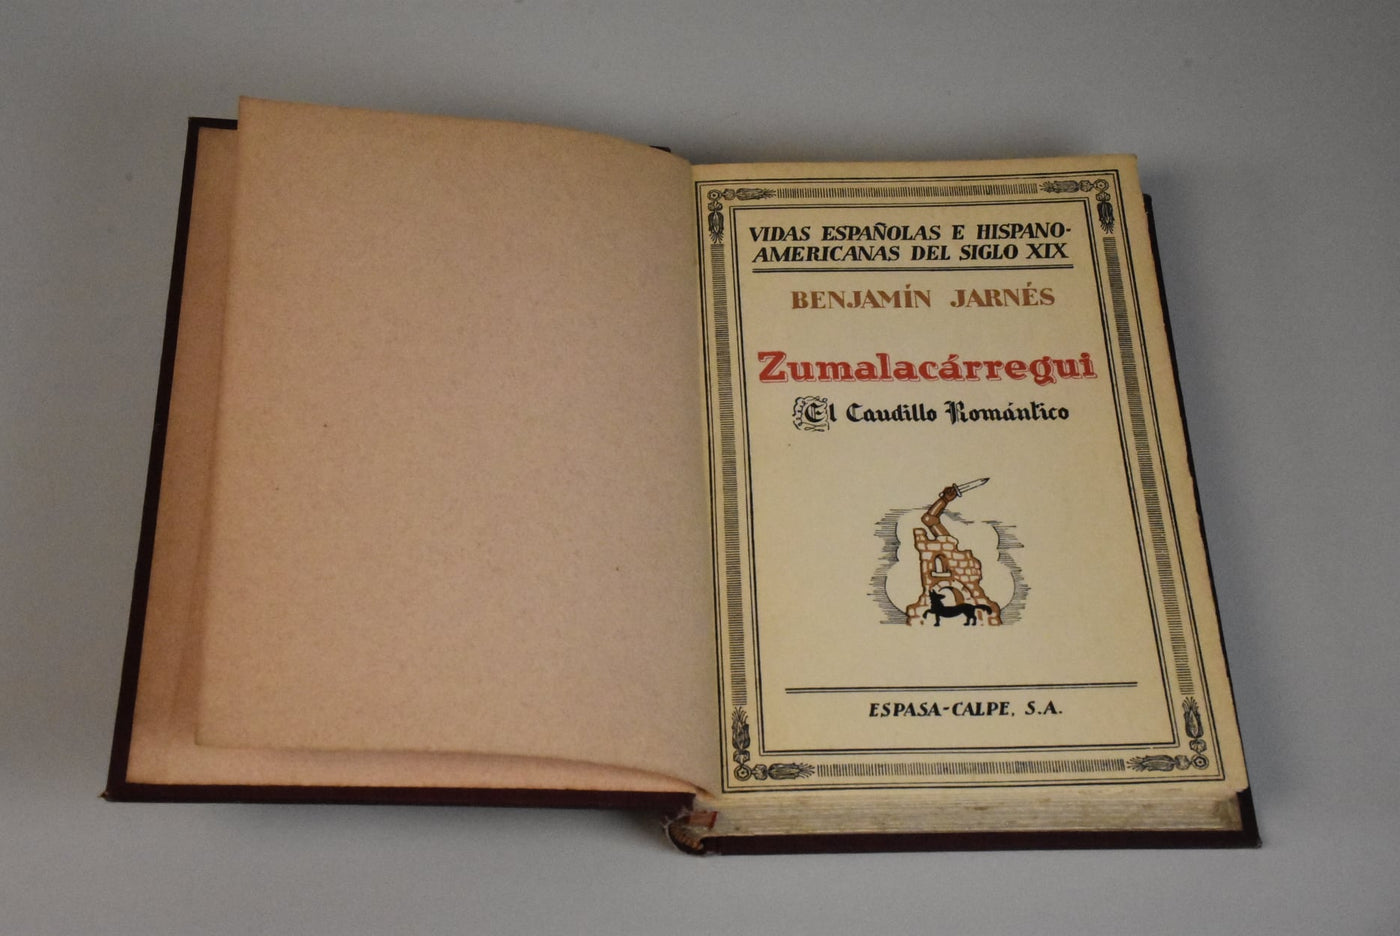 VIDAS ESPAÑOLAS E HISPANO-
AMERICANAS DEL SIGLO XIX
BENJAMÍN JARNÉS
Zumalacárregui
El Caudillo Romántico
ESPASA-CALPE, S.A.